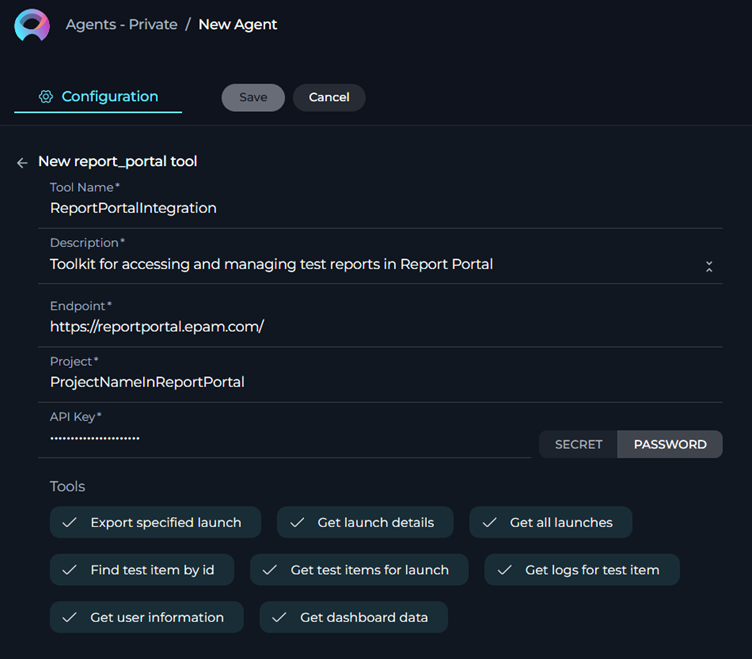 Agents - Private / New Agent
Configuration Save Cancel
New report_portal tool
Tool Name*
ReportPortalIntegration
Description*
Toolkit for accessing and managing test reports in Report Portal
Endpoint*
https://reportportal.epam.com/
Project*
ProjectNameInReportPortal
API Key*
••••••••••••••••••••••
SECRET PASSWORD
Tools
Export specified launch Get launch details Get all launches
Find test item by id Get test items for launch Get logs for test item
Get user information Get dashboard data